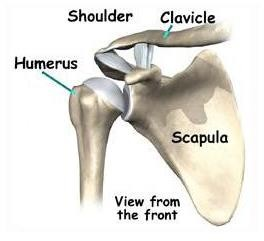 Shoulder
Clavicle
Humerus
Scapula
View from
the front